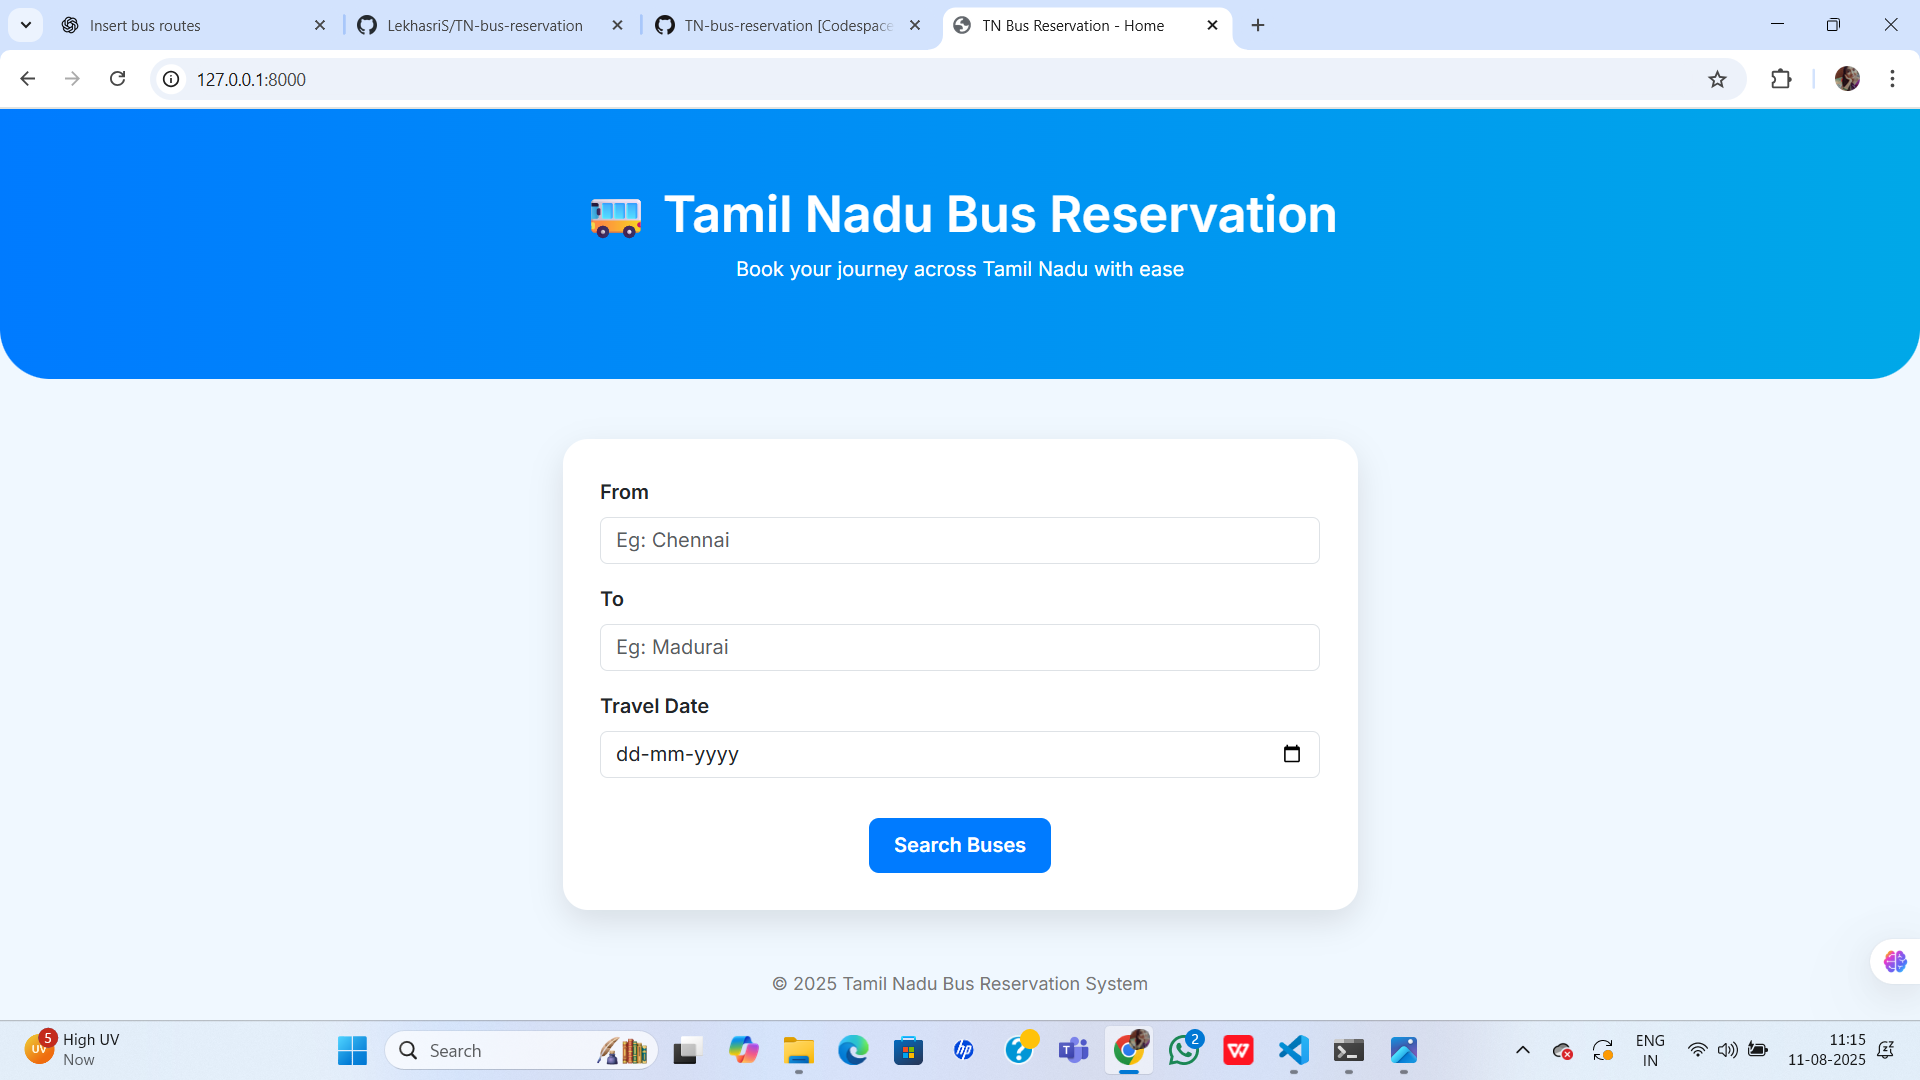 Insert bus routes
LekhasriS/TN-bus-reservation
TN-bus-reservation [Codespace
TN Bus Reservation - Home
127.0.0.1:8000
Tamil Nadu Bus Reservation
Book your journey across Tamil Nadu with ease
From
Eg: Chennai
To
Eg: Madurai
Travel Date
dd-mm-yyyy
Search Buses
© 2025 Tamil Nadu Bus Reservation System
UV
5
High UV
Now
Search
hp
?
T
2
W
ENG
IN
11:15
11-08-2025